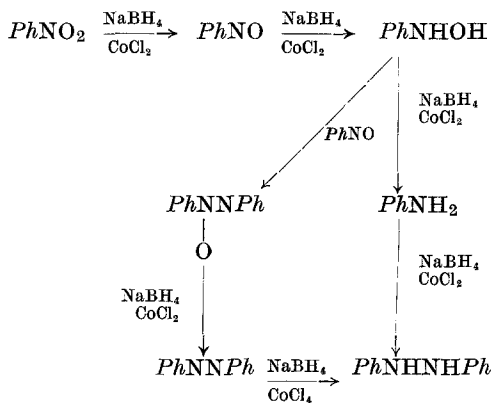 PhNO₂ NaBH₄ CoCl₂ PhNO NaBH₄ CoCl₂ PhNHOH
PhNO NaBH₄ CoCl₂
PhNNPh PhNH₂
O
NaBH₄ CoCl₂ NaBH₄ CoCl₂
PhNNPh NaBH₄ CoCl₄ PhNHNHPh